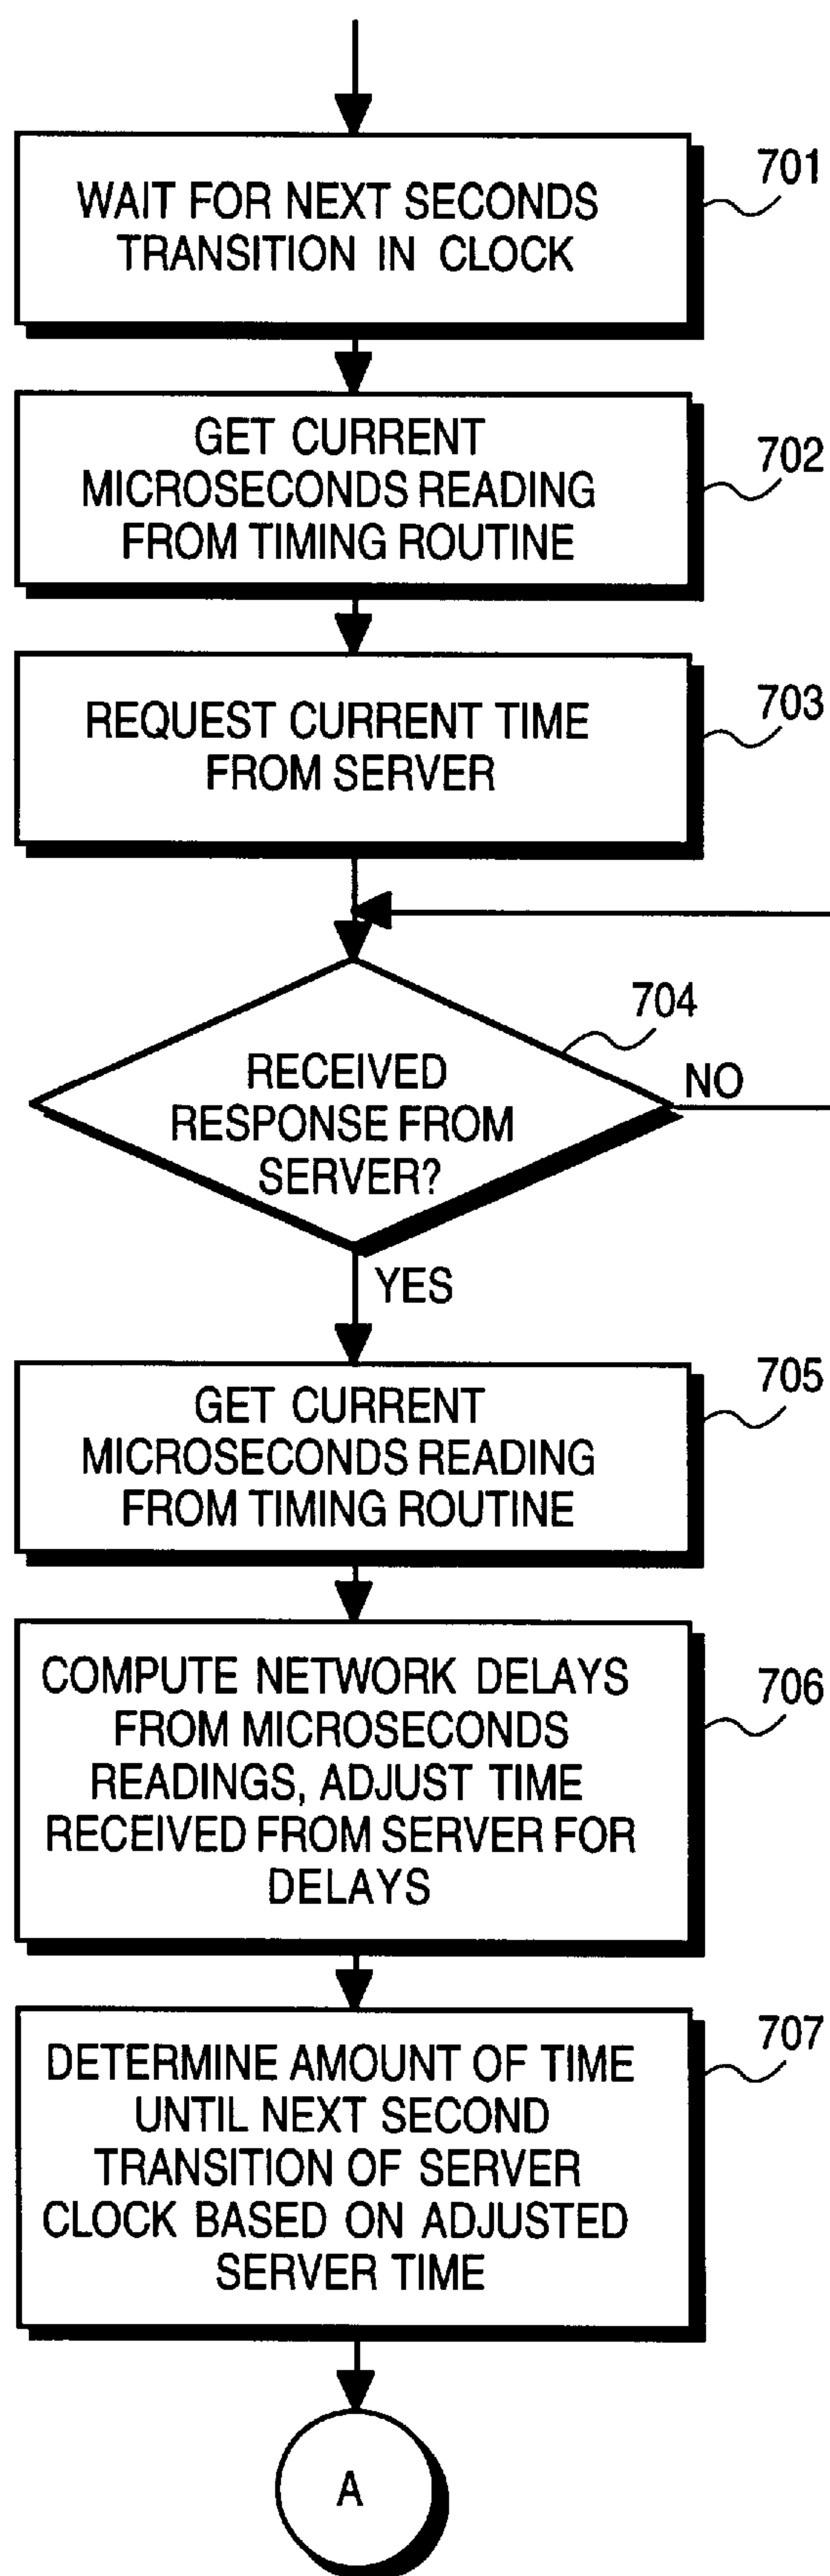 WAIT FOR NEXT SECONDS
TRANSITION IN CLOCK
701
GET CURRENT
MICROSECONDS READING
FROM TIMING ROUTINE
702
REQUEST CURRENT TIME
FROM SERVER
703
704
RECEIVED
RESPONSE FROM
SERVER?
NO
YES
GET CURRENT
MICROSECONDS READING
FROM TIMING ROUTINE
705
COMPUTE NETWORK DELAYS
FROM MICROSECONDS
READINGS, ADJUST TIME
RECEIVED FROM SERVER FOR
DELAYS
706
DETERMINE AMOUNT OF TIME
UNTIL NEXT SECOND
TRANSITION OF SERVER
CLOCK BASED ON ADJUSTED
SERVER TIME
707
A